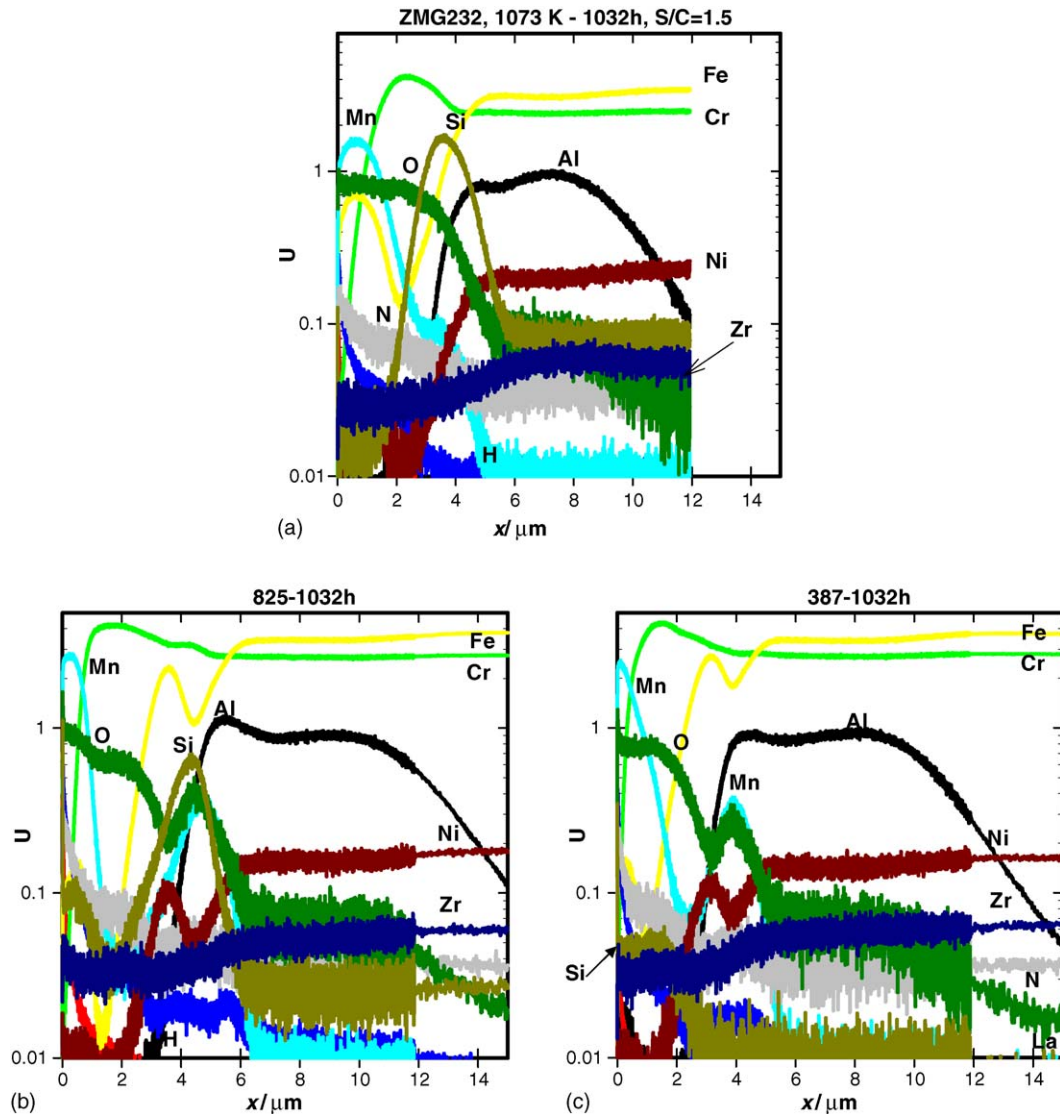 ZMG232, 1073 K - 1032h, S/C=1.5
Fe
Mn
Si
Cr
O
Al
1
U
Ni
N
0.1
Zr
H
0.01
0 2 4 6 8 10 12 14
(a)
x/ μm
825-1032h
Fe
Mn
Cr
Al
1
O
Si
U
Ni
0.1
Zr
H
0.01
0 2 4 6 8 10 12 14
(b)
x/ μm
387-1032h
Fe
Mn
Cr
Al
1
O
Mn
U
Ni
0.1
Zr
Si
N
La
0.01
0 2 4 6 8 10 12 14
(c)
x/ μm